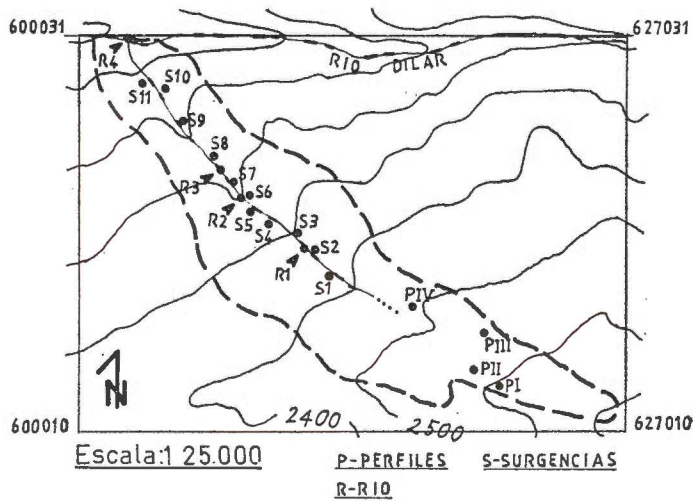 600031 627031
RIO DILAR
R4
S10
S11
S9
S8
S7
R3
S6
R2
S5
S4
S3
S2
R1
S1
PIV
PIII
PII
PI
N
2400 2500
600010 627010
Escala:1 25.000
P-PERFILES S-SURGENCIAS
R-RIO